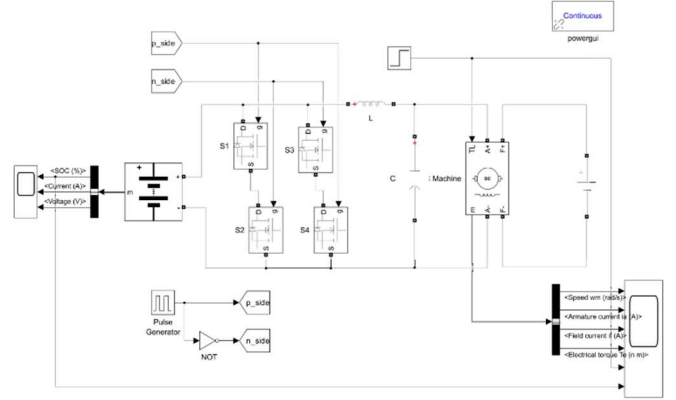 Continuous
powergui
p_side
n_side
D
g
S1
S
D
g
S3
S
L
C
: Machine
TL
A+
F+
DC
m
A-
F-
<SOC (%)>
<Current (A)>
<Voltage (V)>
m
+
-
D
g
S2
S
D
g
S4
S
Pulse
Generator
p_side
NOT
n_side
<Speed wm (rad/s)>
<Armature current ia (A)>
<Field current if (A)>
<Electrical torque Te (n m)>